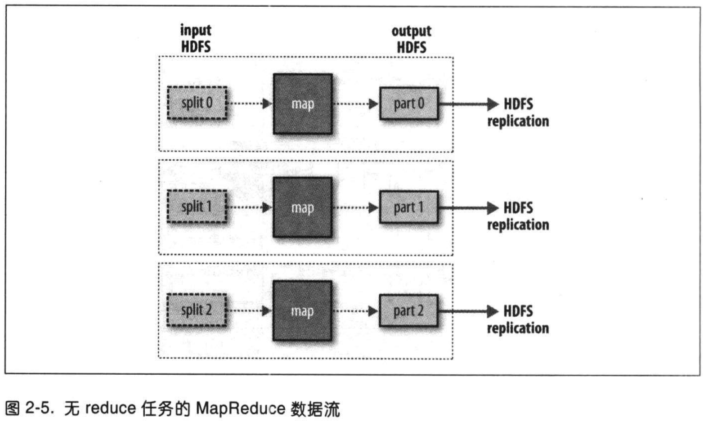 input
HDFS
output
HDFS
split 0
map
part 0
HDFS
replication
split 1
map
part 1
HDFS
replication
split 2
map
part 2
HDFS
replication
图 2-5. 无 reduce 任务的 MapReduce 数据流